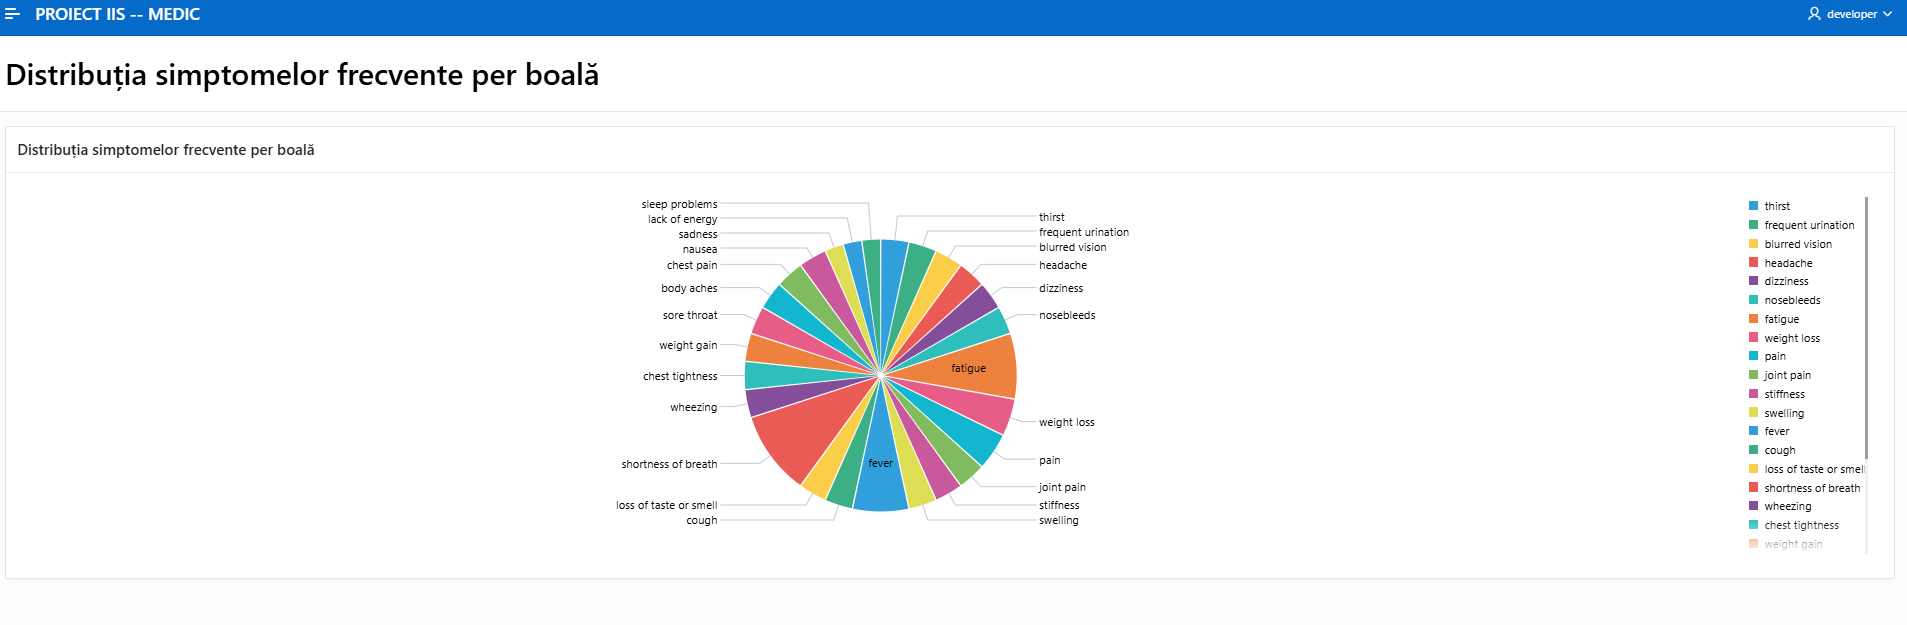 PROIECT IIS -- MEDIC
developer
Distribuția simptomelor frecvente per boală
Distribuția simptomelor frecvente per boală
sleep problems
lack of energy
sadness
nausea
chest pain
body aches
sore throat
weight gain
chest tightness
wheezing
shortness of breath
loss of taste or smell
cough
thirst
frequent urination
blurred vision
headache
dizziness
nosebleeds
fatigue
weight loss
pain
joint pain
stiffness
swelling
fever
thirst
frequent urination
blurred vision
headache
dizziness
nosebleeds
fatigue
weight loss
pain
joint pain
stiffness
swelling
fever
cough
loss of taste or smell
shortness of breath
wheezing
chest tightness
weight gain